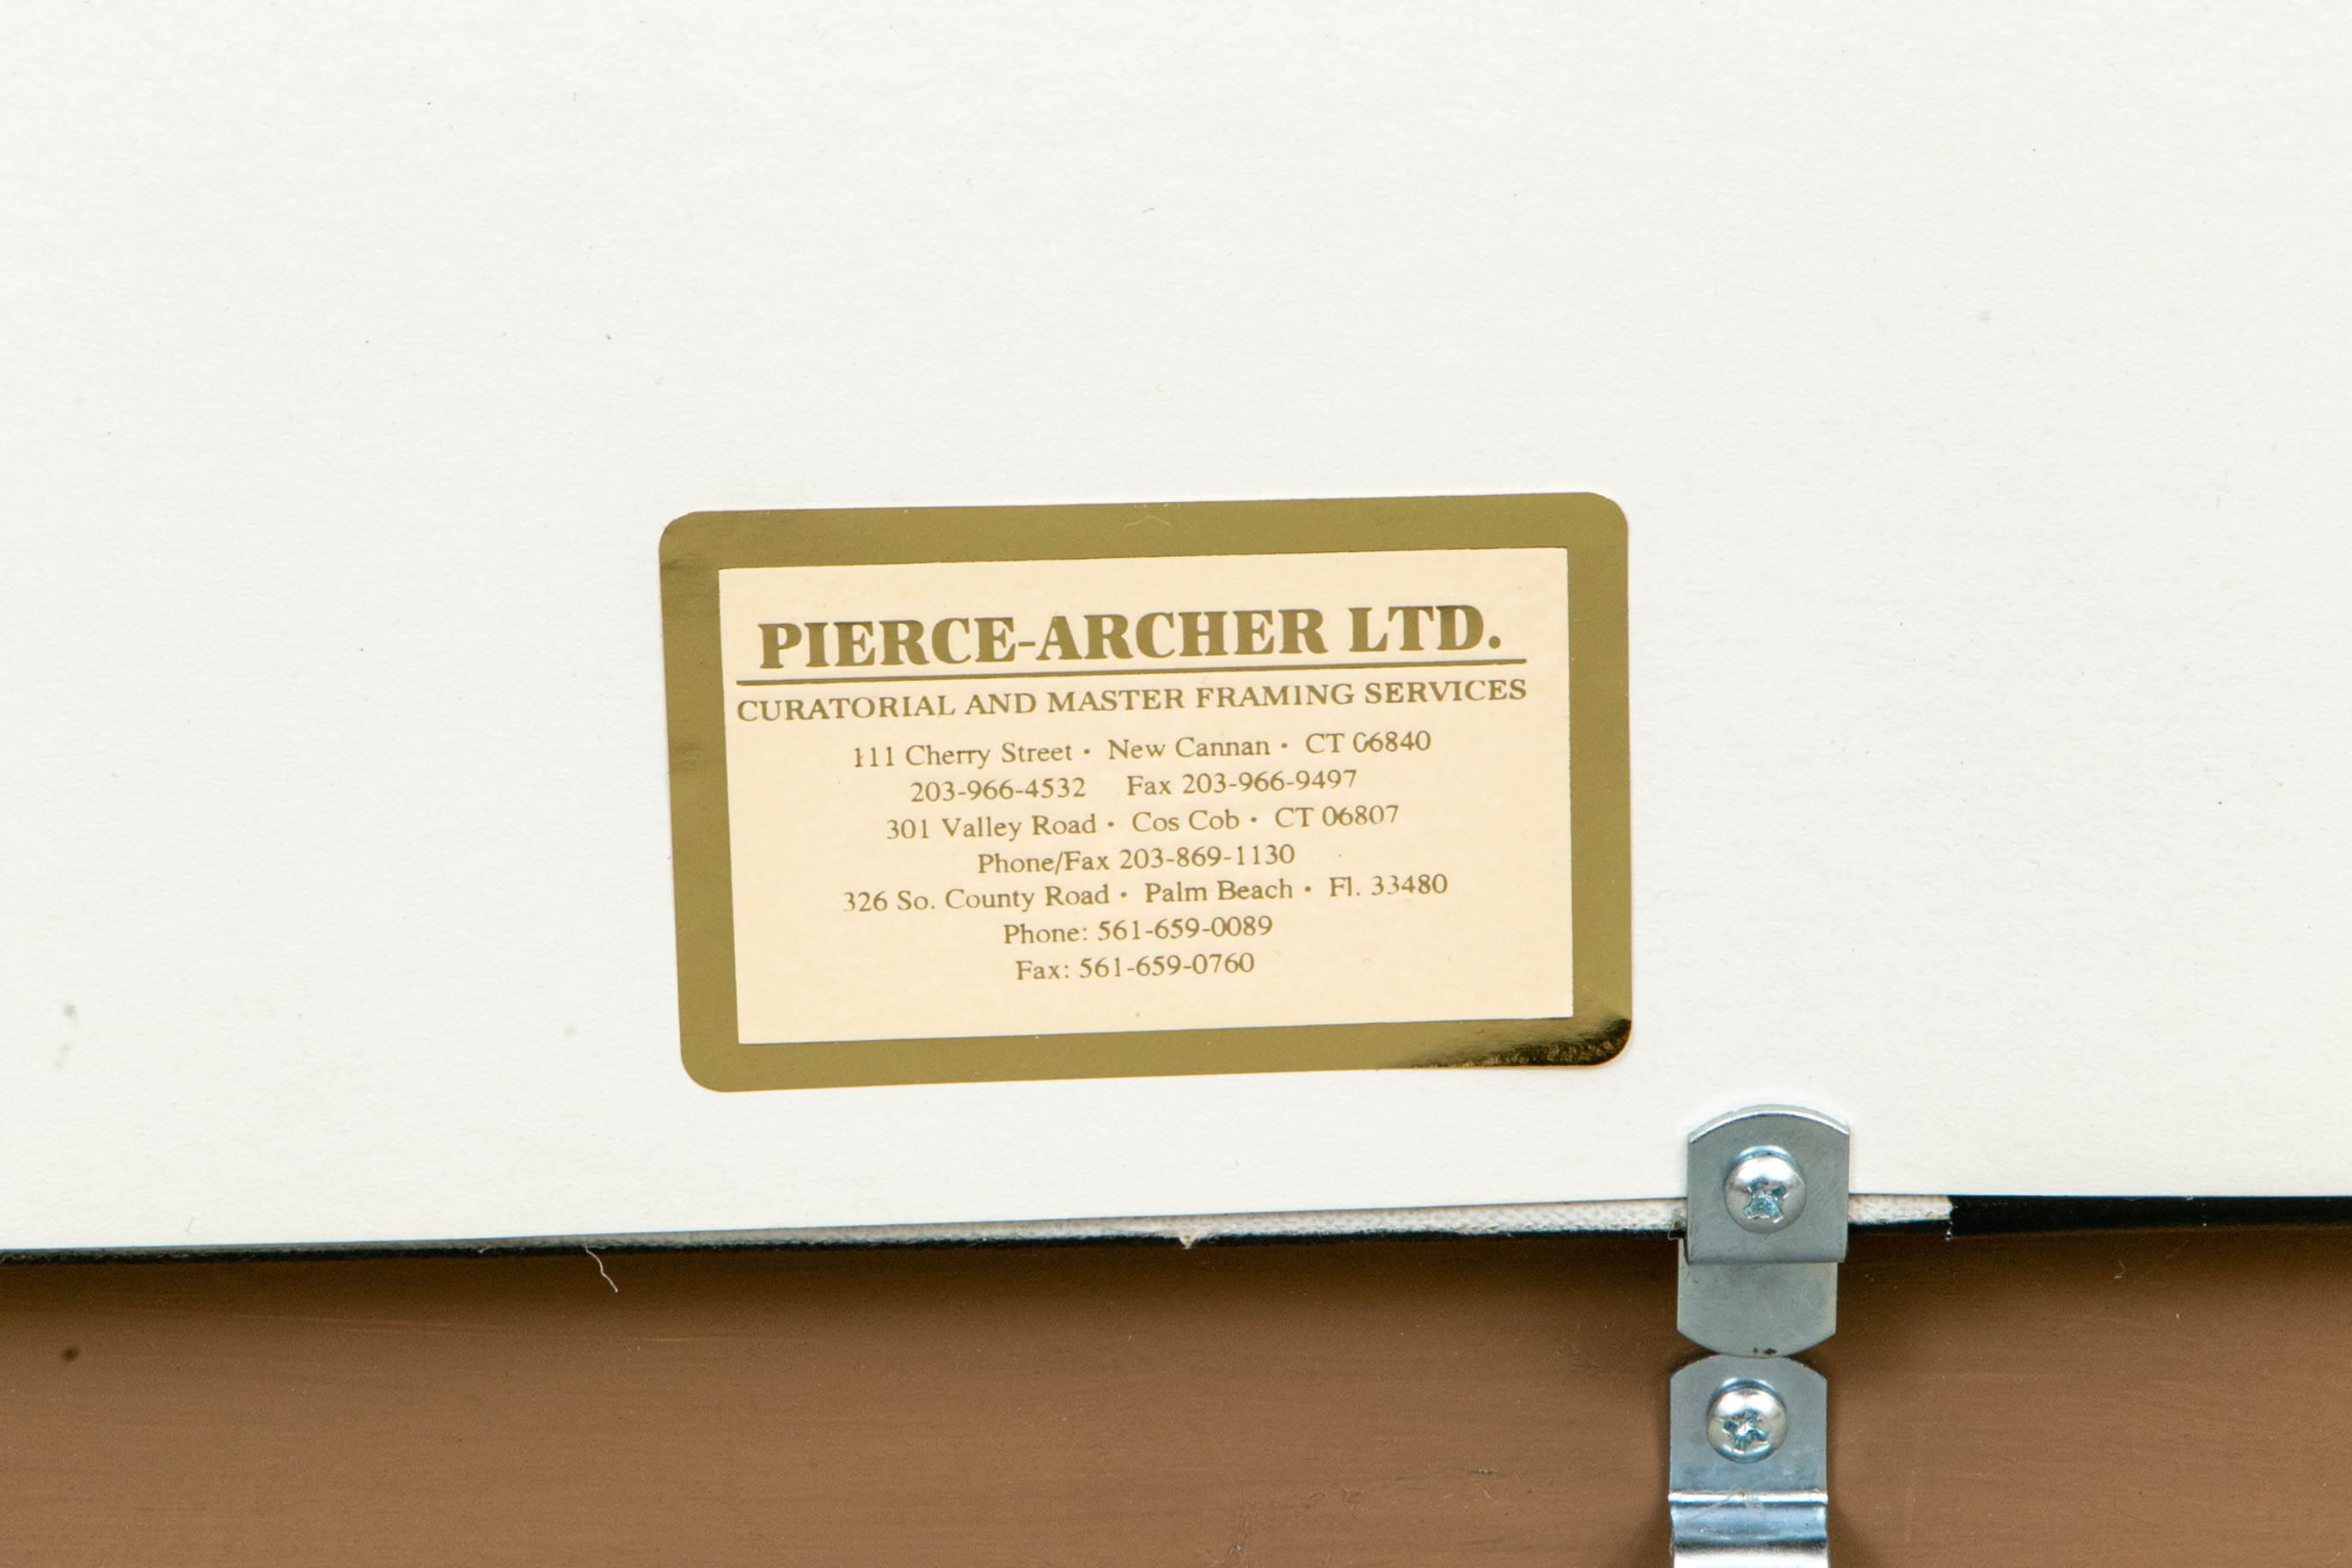 PIERCE-ARCHER LTD.
CURATORIAL AND MASTER FRAMING SERVICES
111 Cherry Street • New Cannan • CT 06840
203-966-4532 Fax 203-966-9497
301 Valley Road • Cos Cob • CT 06807
Phone/Fax 203-869-1130
326 So. County Road • Palm Beach • Fl. 33480
Phone: 561-659-0089
Fax: 561-659-0760